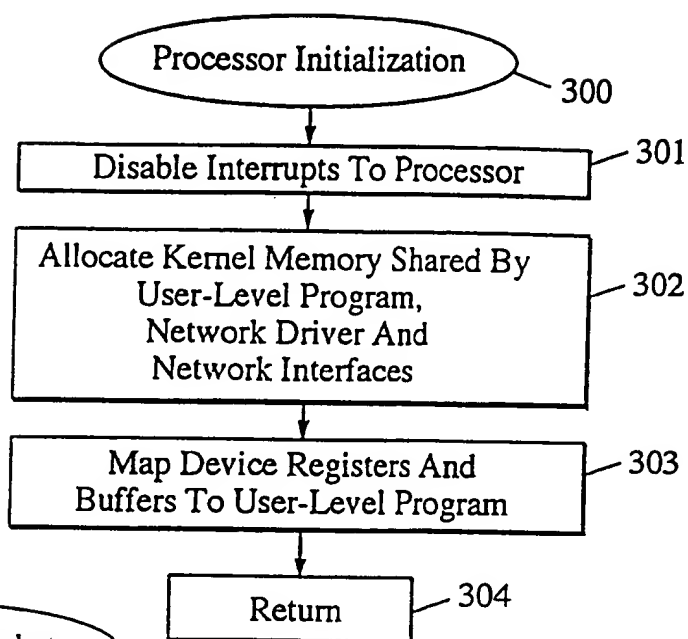 Processor Initialization
300
Disable Interrupts To Processor
301
Allocate Kernel Memory Shared By
User-Level Program,
Network Driver And
Network Interfaces
302
Map Device Registers And
Buffers To User-Level Program
303
Return
304